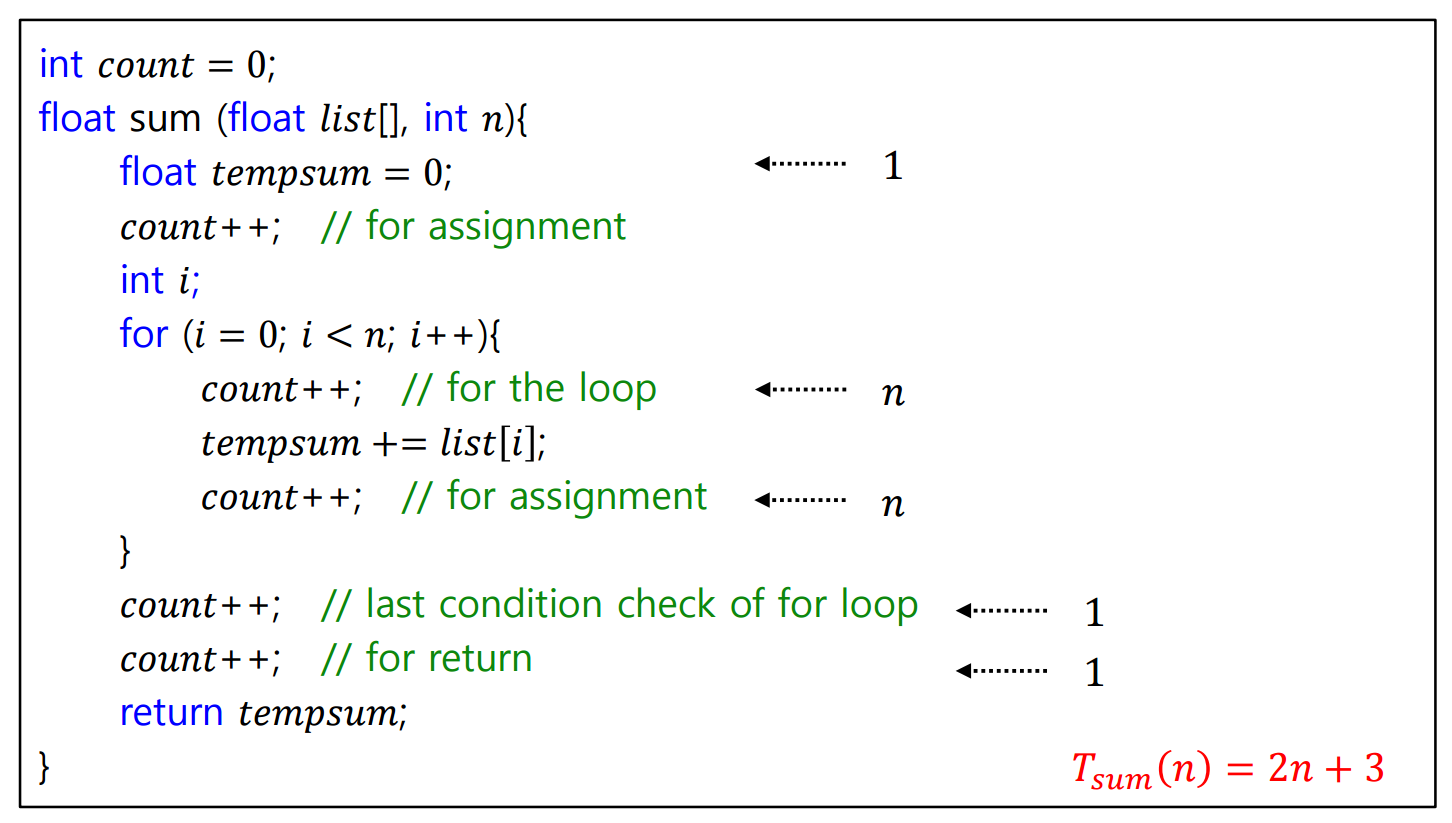 int count = 0;
float sum (float list[], int n){
float tempsum = 0; 1
count++; // for assignment
int i;
for (i = 0; i < n; i++){
count++; // for the loop n
tempsum += list[i];
count++; // for assignment n
}
count++; // last condition check of for loop 1
count++; // for return 1
return tempsum;
}
T_sum(n) = 2n + 3